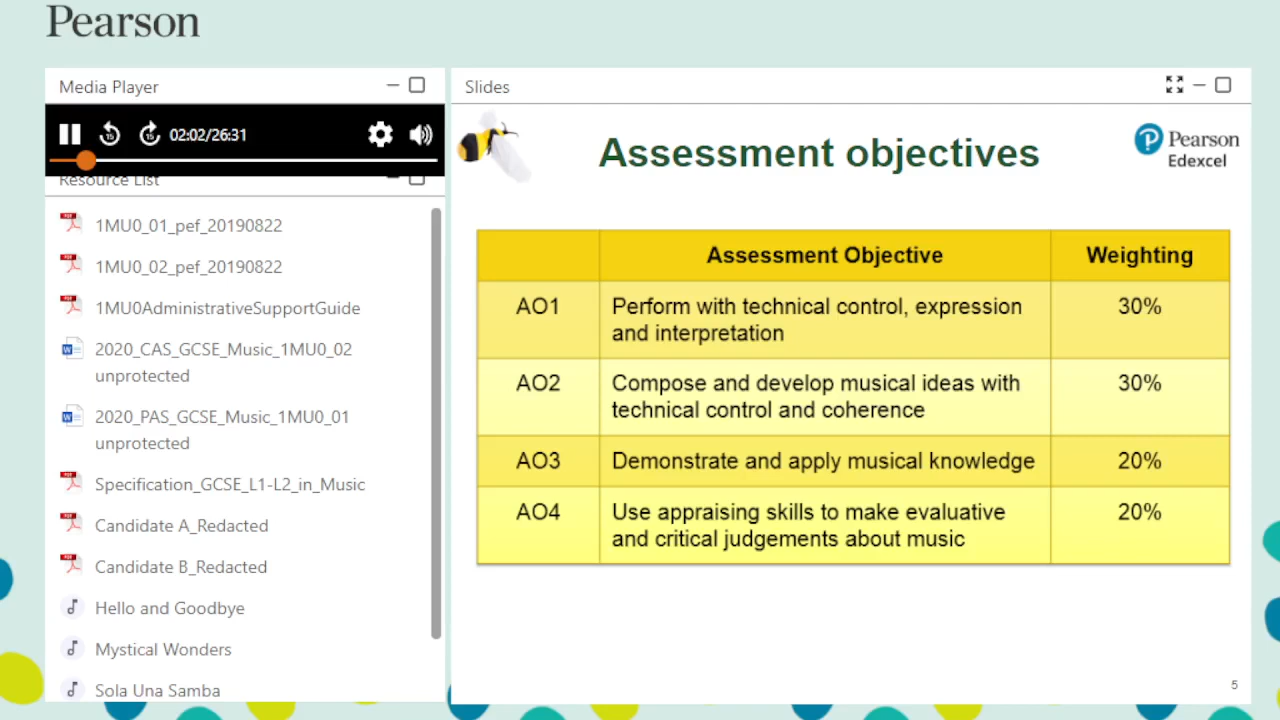 Pearson
Media Player
15
15
02:02/26:31
Resource List
1MU0_01_pef_20190822
1MU0_02_pef_20190822
1MU0AdministrativeSupportGuide
2020_CAS_GCSE_Music_1MU0_02
unprotected
2020_PAS_GCSE_Music_1MU0_01
unprotected
Specification_GCSE_L1-L2_in_Music
Candidate A_Redacted
Candidate B_Redacted
Hello and Goodbye
Mystical Wonders
Sola Una Samba
Slides
Assessment objectives
Pearson
Edexcel
Assessment Objective Weighting
AO1 Perform with technical control, expression 30%
and interpretation
AO2 Compose and develop musical ideas with 30%
technical control and coherence
AO3 Demonstrate and apply musical knowledge 20%
AO4 Use appraising skills to make evaluative 20%
and critical judgements about music
5